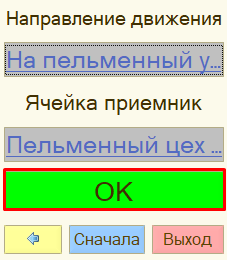 Направление движения
На пельменный у...
Ячейка приемник
Пельменный цех ...
OK
Сначала
Выход